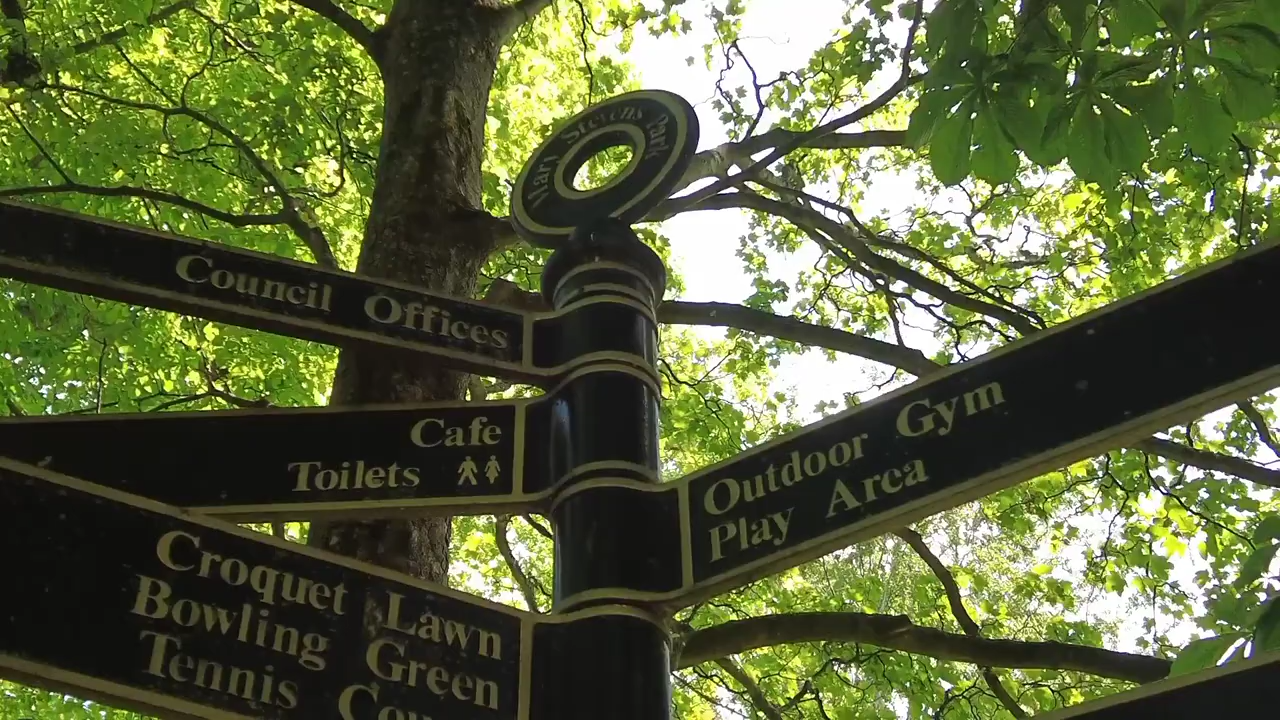 Mary Stevens Park
Council Offices
Cafe
Toilets
Outdoor Gym
Play Area
Croquet Lawn
Bowling Green
Tennis